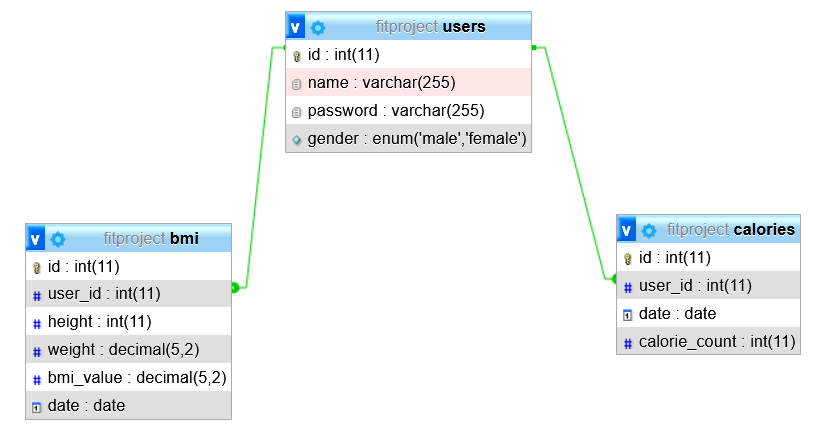 v fitproject users
id : int(11)
name : varchar(255)
password : varchar(255)
gender : enum('male','female')
v fitproject bmi
id : int(11)
# user_id : int(11)
# height : int(11)
# weight : decimal(5,2)
# bmi_value : decimal(5,2)
date : date
v fitproject calories
id : int(11)
# user_id : int(11)
date : date
# calorie_count : int(11)